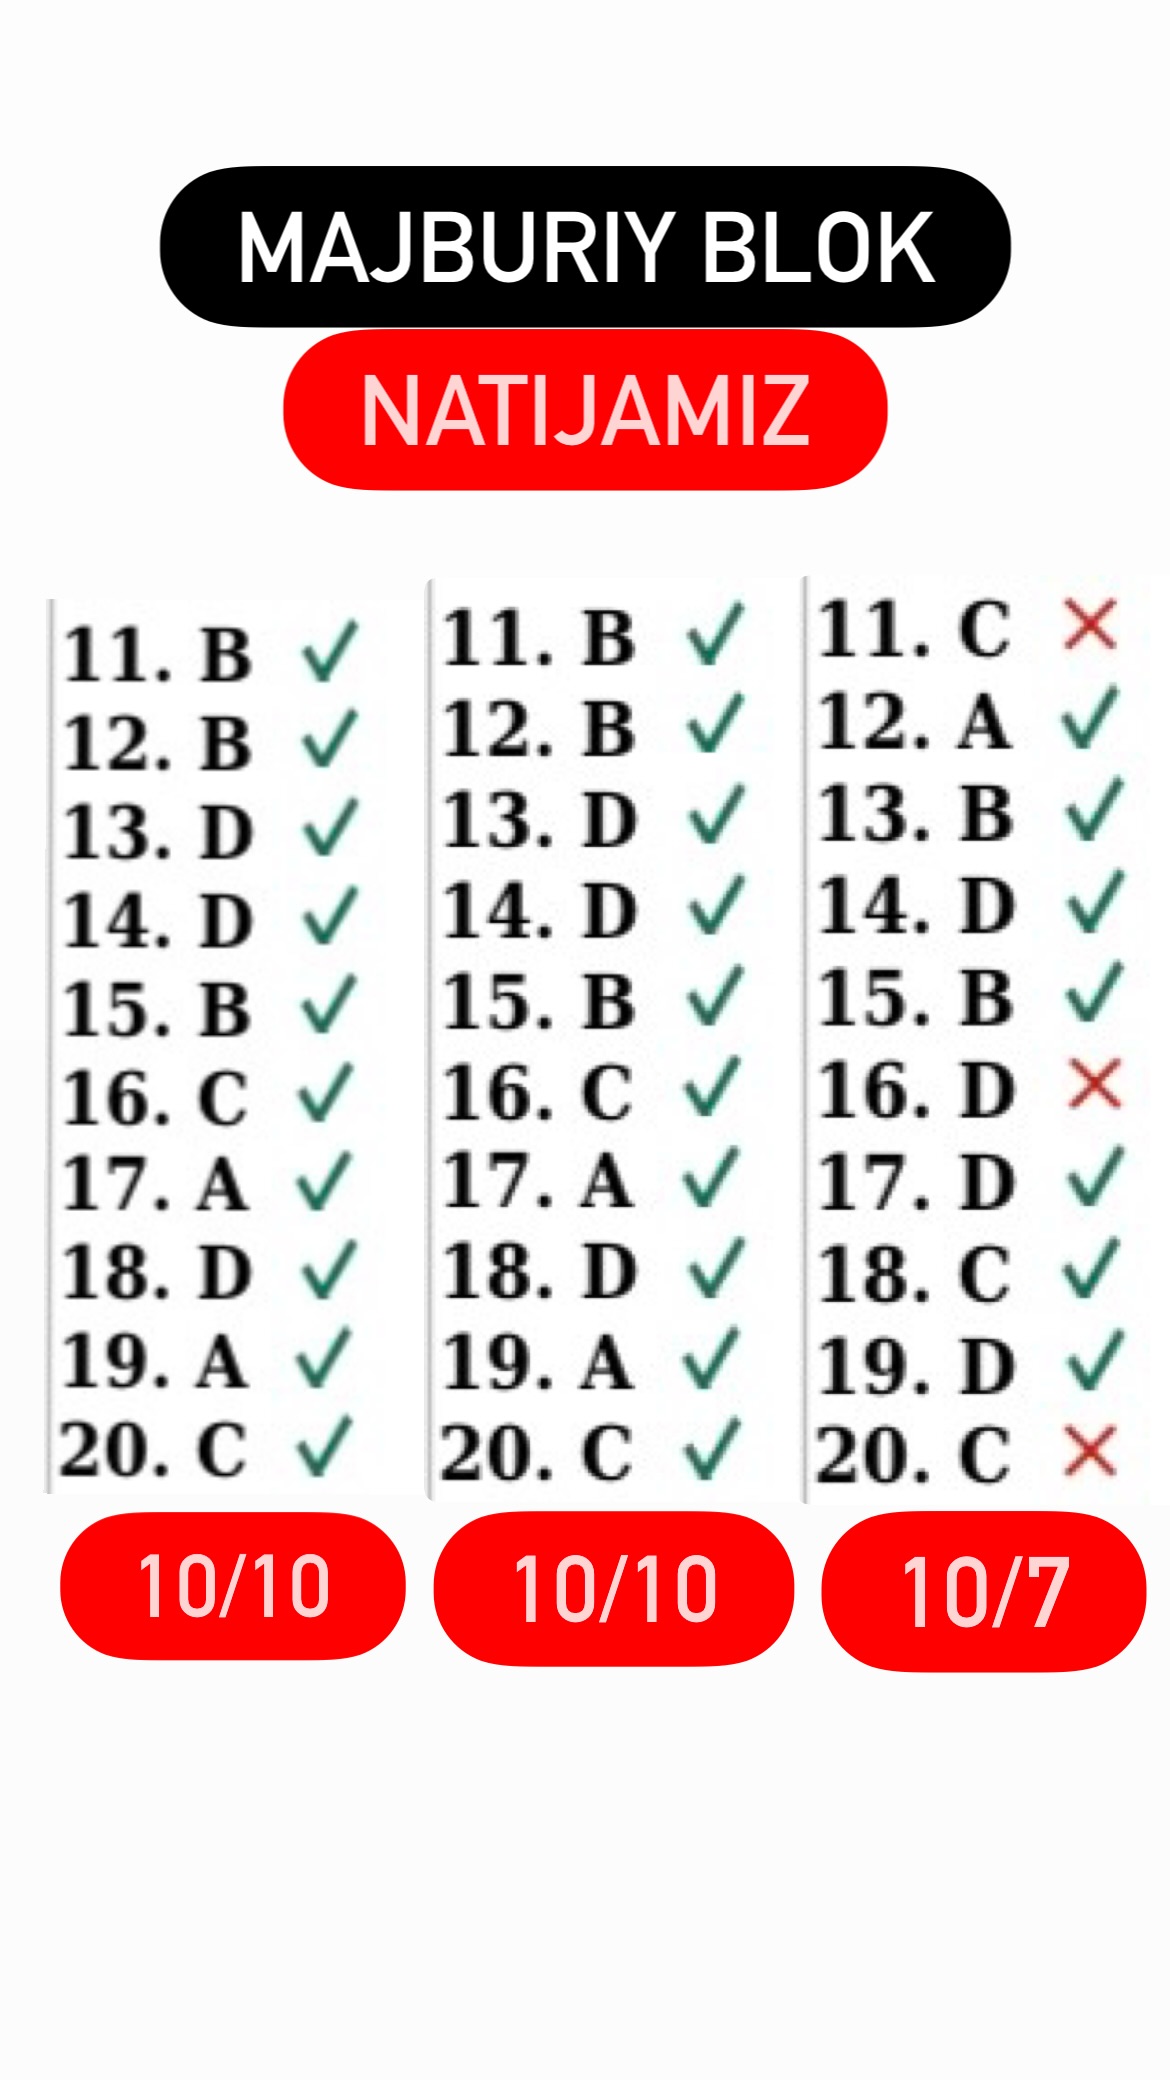 MAJBURIY BLOK
NATIJAMIZ
11. B ✓
12. B ✓
13. D ✓
14. D ✓
15. B ✓
16. C ✓
17. A ✓
18. D ✓
19. A ✓
20. C ✓
10/10
11. B ✓
12. B ✓
13. D ✓
14. D ✓
15. B ✓
16. C ✓
17. A ✓
18. D ✓
19. A ✓
20. C ✓
10/10
11. C ✗
12. A ✓
13. B ✓
14. D ✓
15. B ✓
16. D ✗
17. D ✓
18. C ✓
19. D ✓
20. C ✗
10/7